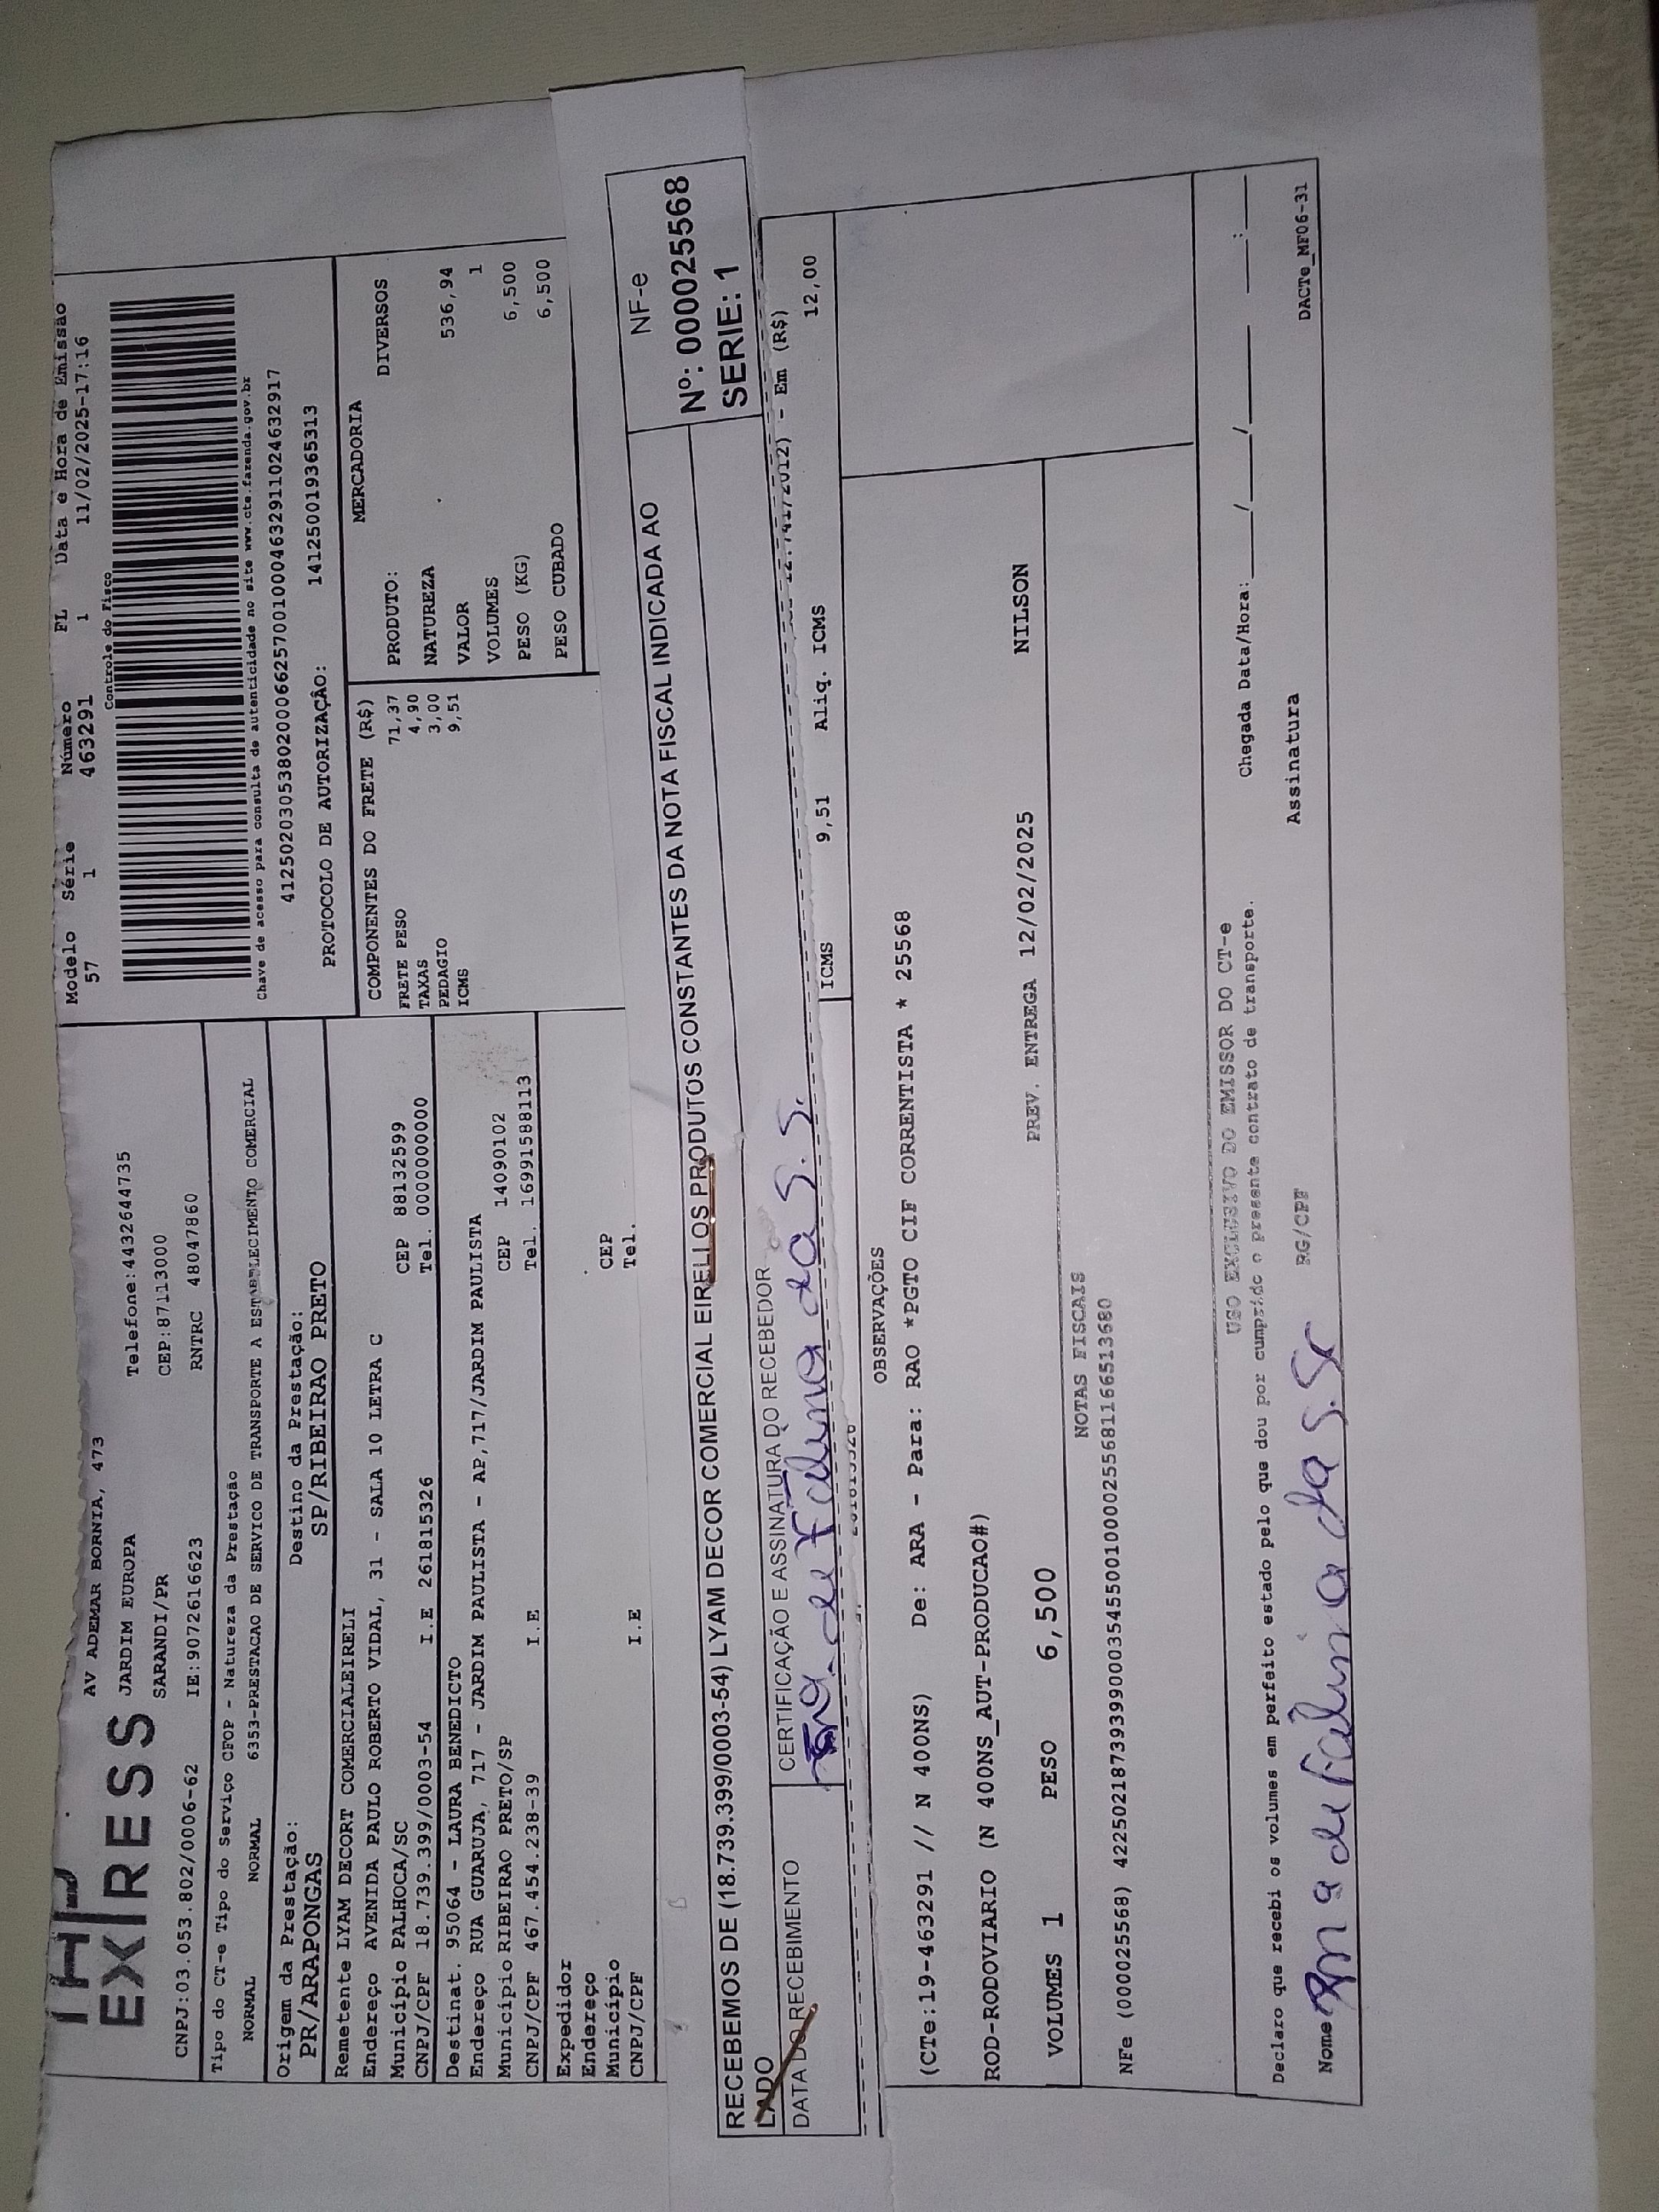 EXPRESS
AV ADEMAR BORNIA, 473
JARDIM EUROPA Telefone:4432644735
SARANDI/PR CEP:87113000
CNPJ:03.053.802/0006-62 IE:9072616623 RNTRC 48047860
Modelo Série Número FL Data e Hora de Emissão
57 1 463291 1 11/02/2025-17:16
Controle do Fisco
Chave de acesso para consulta de autenticidade no site www.cte.fazenda.gov.br
41250203053802000662570010004632911024632917
PROTOCOLO DE AUTORIZAÇÃO: 141250019365313
Tipo do CT-e Tipo do Serviço CFOP - Natureza da Prestação
NORMAL NORMAL 6353-PRESTACAO DE SERVICO DE TRANSPORTE A ESTABELECIMENTO COMERCIAL
Origem da Prestação: Destino da Prestação:
PR/ARAPONGAS SP/RIBEIRAO PRETO
Remetente LYAM DECORT COMERCIALEIRELI
Endereço AVENIDA PAULO ROBERTO VIDAL, 31 - SALA 10 LETRA C
Município PALHOCA/SC CEP 88132599
CNPJ/CPF 18.739.399/0003-54 I.E 261815326 Tel. 0000000000
Destinat. 95064 - LAURA BENEDICTO
Endereço RUA GUARUJA, 717 - JARDIM PAULISTA - AP,717/JARDIM PAULISTA
Município RIBEIRAO PRETO/SP CEP 14090102
CNPJ/CPF 467.454.238-39 I.E Tel. 16991588113
Expedidor
Endereço
Município CEP
CNPJ/CPF I.E Tel.
COMPONENTES DO FRETE (R$)
FRETE PESO 71,37
TAXAS 4,90
PEDAGIO 3,00
ICMS 9,51
MERCADORIA
PRODUTO: DIVERSOS
NATUREZA
VALOR 536,94
VOLUMES 1
PESO (KG) 6,500
PESO CUBADO 6,500
RECEBEMOS DE (18.739.399/0003-54) LYAM DECOR COMERCIAL EIRELI OS PRODUTOS CONSTANTES DA NOTA FISCAL INDICADA AO
LADO
NF-e
Nº: 000025568
SERIE: 1
DATA DO RECEBIMENTO CERTIFICAÇÃO E ASSINATURA DO RECEBEDOR
12.741/2012) - Em (R$)
ICMS 9,51 Aliq. ICMS 12,00
OBSERVAÇÕES
(CTe:19-463291 // N 400NS) De: ARA - Para: RAO *PGTO CIF CORRENTISTA * 25568
ROD-RODOVIARIO (N 400NS_AUT-PRODUCAO#)
VOLUMES 1 PESO 6,500 PREV. ENTREGA 12/02/2025 NILSON
NOTAS FISCAIS
NFe (000025568) 42250218739399000354550010000255681166513680
USO EXCLUSIVO DO EMISSOR DO CT-e
Declaro que recebi os volumes em perfeito estado pelo que dou por cumprido o presente contrato de transporte. Chegada Data/Hora:___/___/___ __:__
Nome RG/CPF Assinatura
DACTe_MF06-31